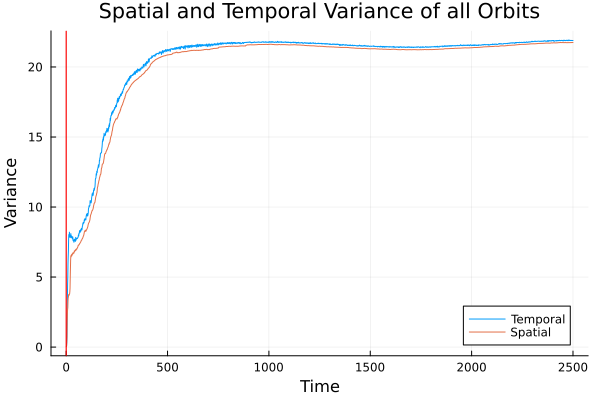 Spatial and Temporal Variance of all Orbits
Variance
20
15
10
5
0
Temporal
Spatial
0 500 1000 1500 2000 2500
Time